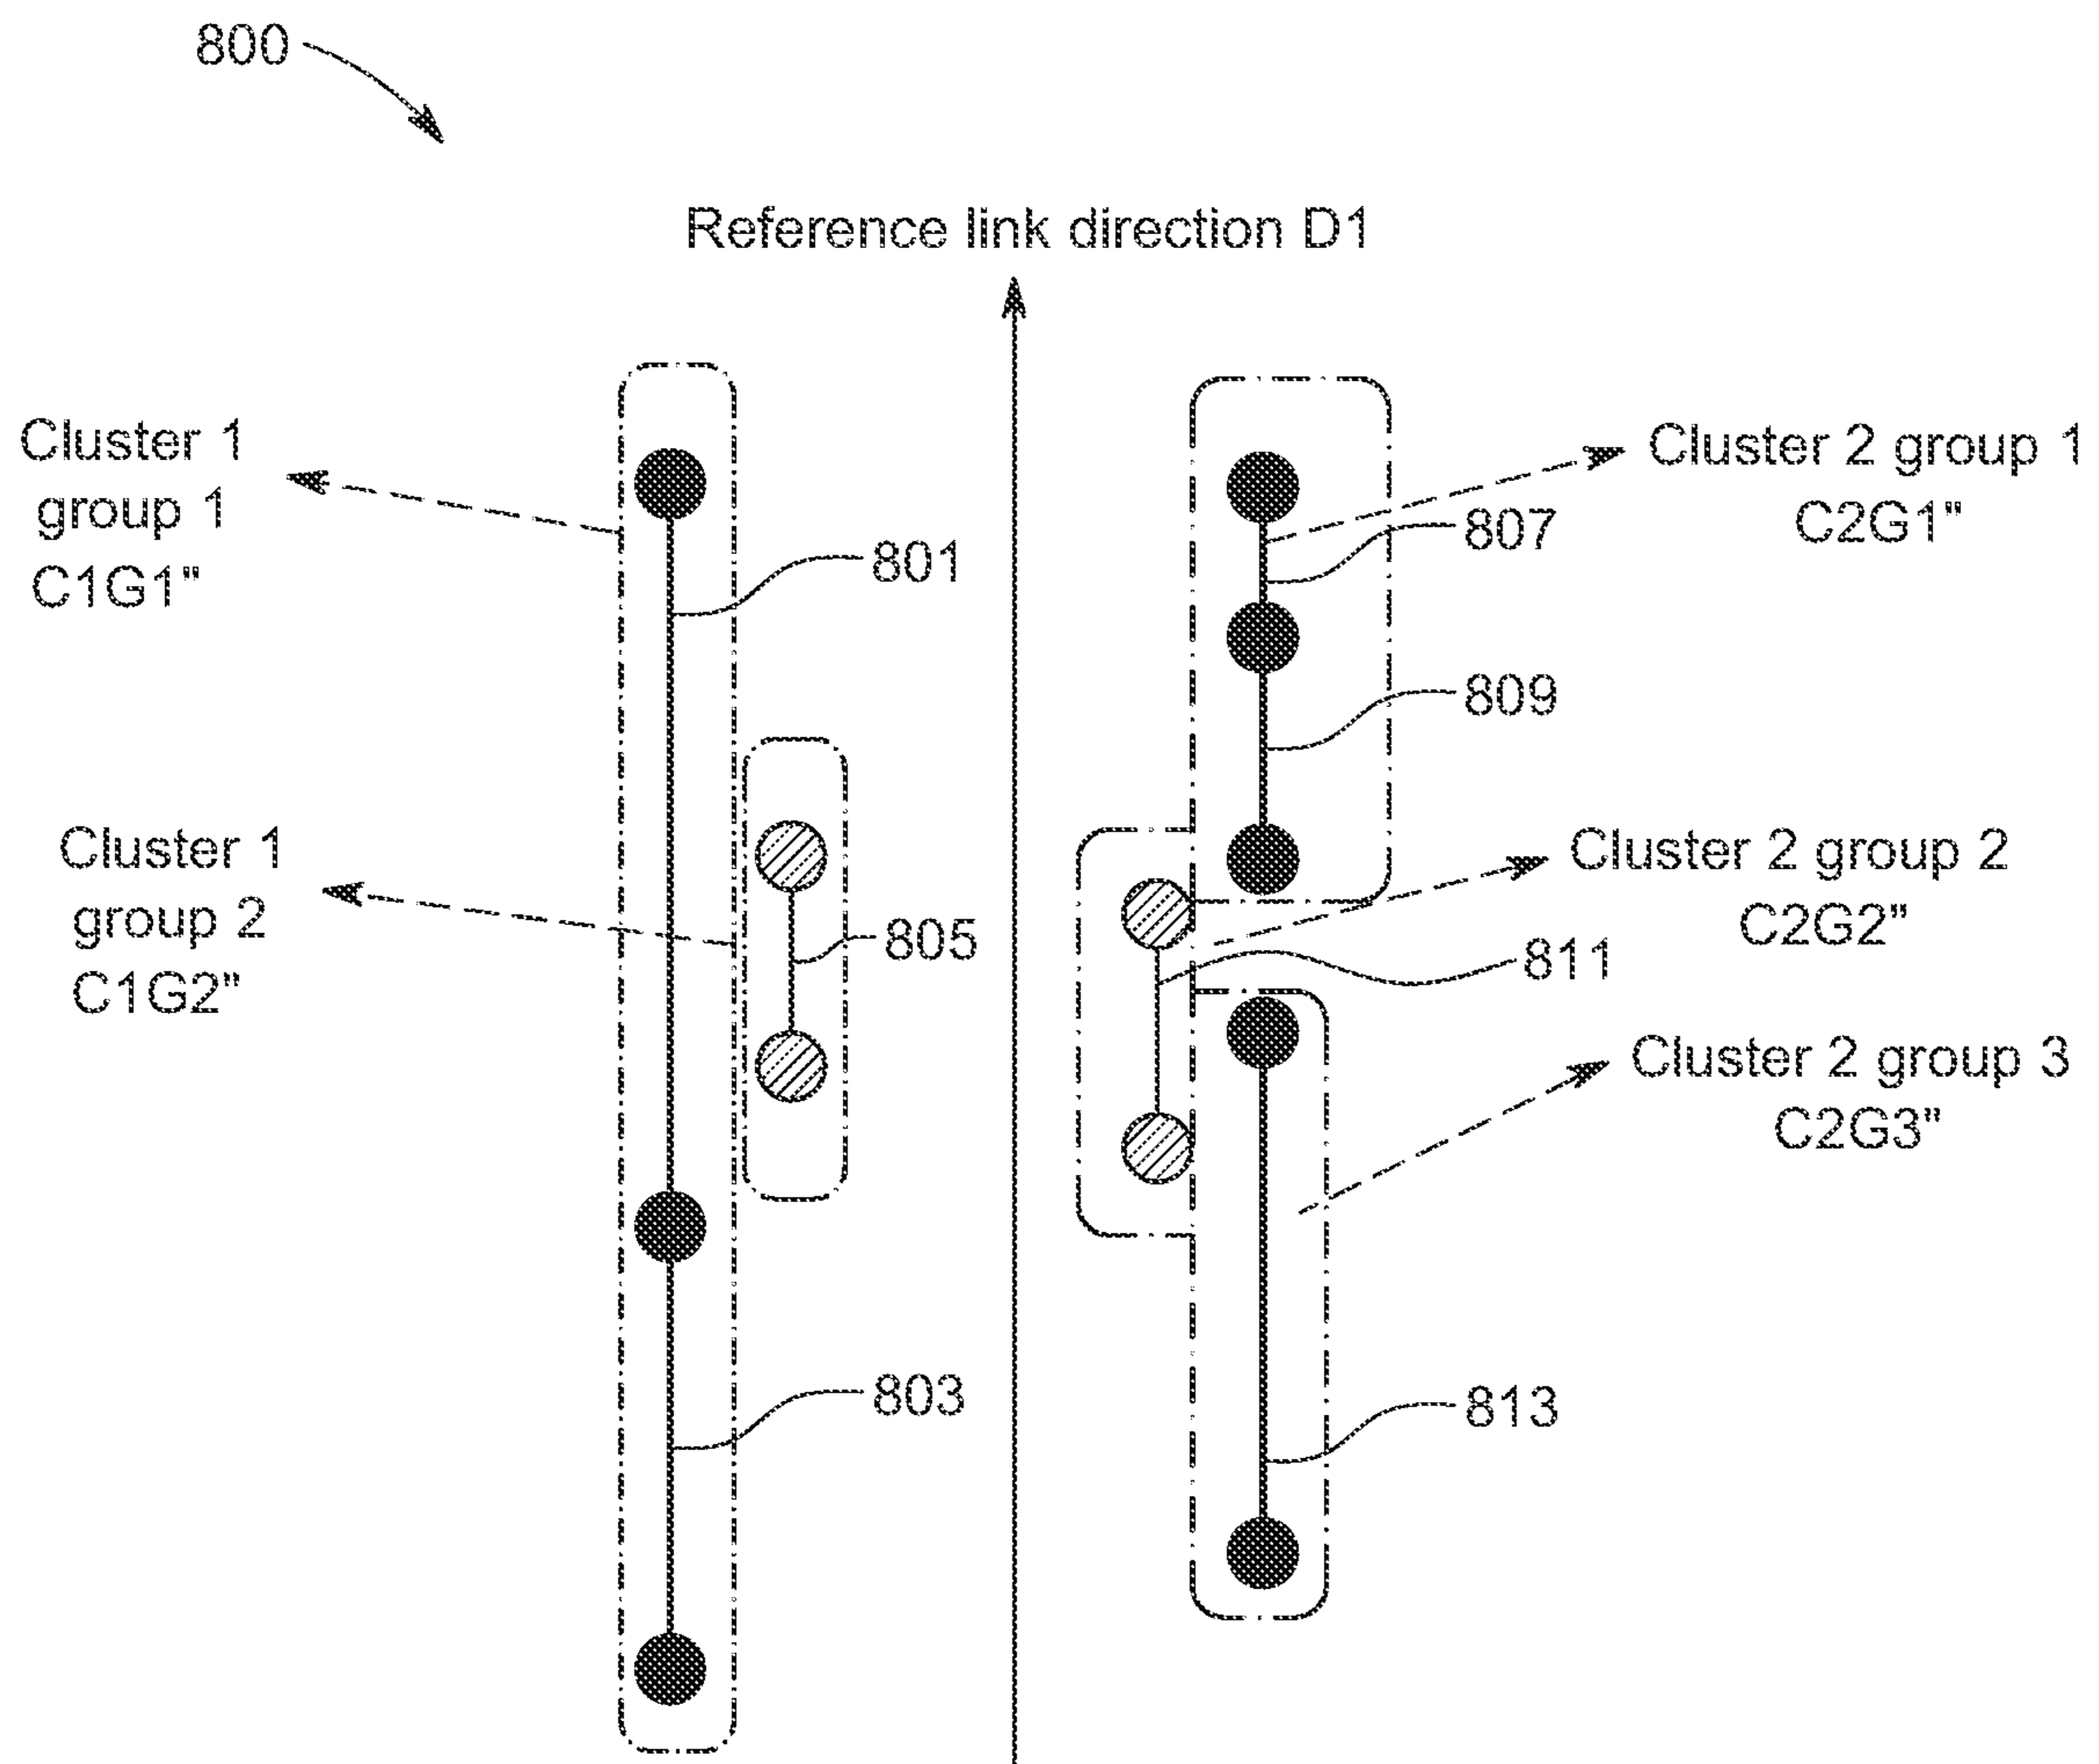 800
Reference link direction D1
Cluster 1
group 1
C1G1"
801
807
Cluster 2 group 1
C2G1"
809
Cluster 1
group 2
C1G2"
805
Cluster 2 group 2
C2G2"
811
Cluster 2 group 3
C2G3"
803
813